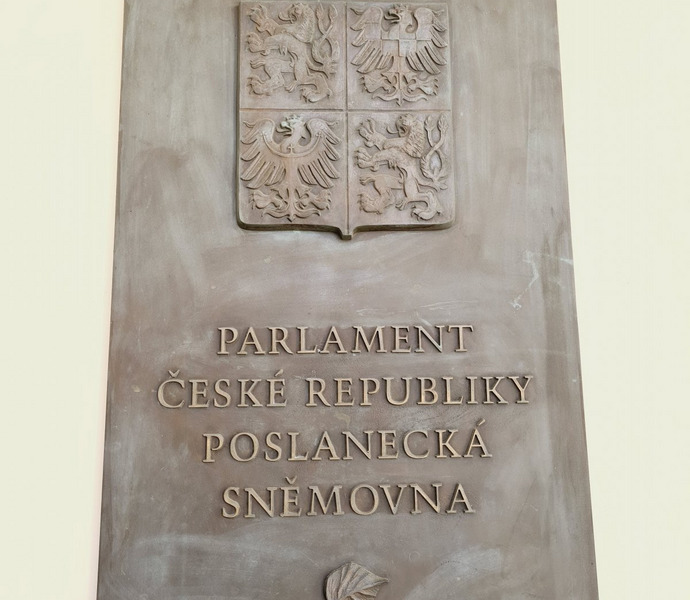 PARLAMENT
ČESKÉ REPUBLIKY
POSLANECKÁ
SNĚMOVNA